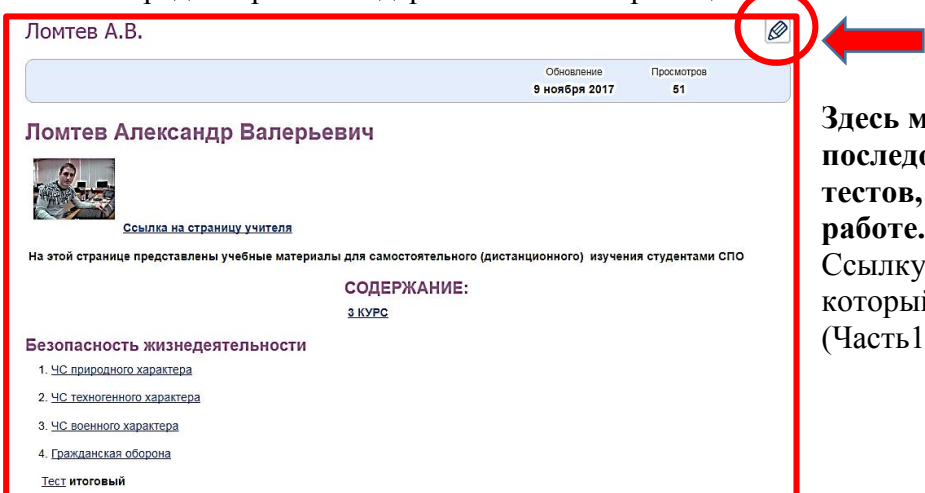 Ломтев А.В.
Обновление Просмотров
9 ноября 2017 51
Ломтев Александр Валерьевич
Ссылка на страницу учителя
На этой странице представлены учебные материалы для самостоятельного (дистанционного) изучения студентами СПО
СОДЕРЖАНИЕ:
3 КУРС
Безопасность жизнедеятельности
1. ЧС природного характера
2. ЧС техногенного характера
3. ЧС военного характера
4. Гражданская оборона
Тест итоговый
Здесь
тестов,
работе.
Ссылку
(Часть1